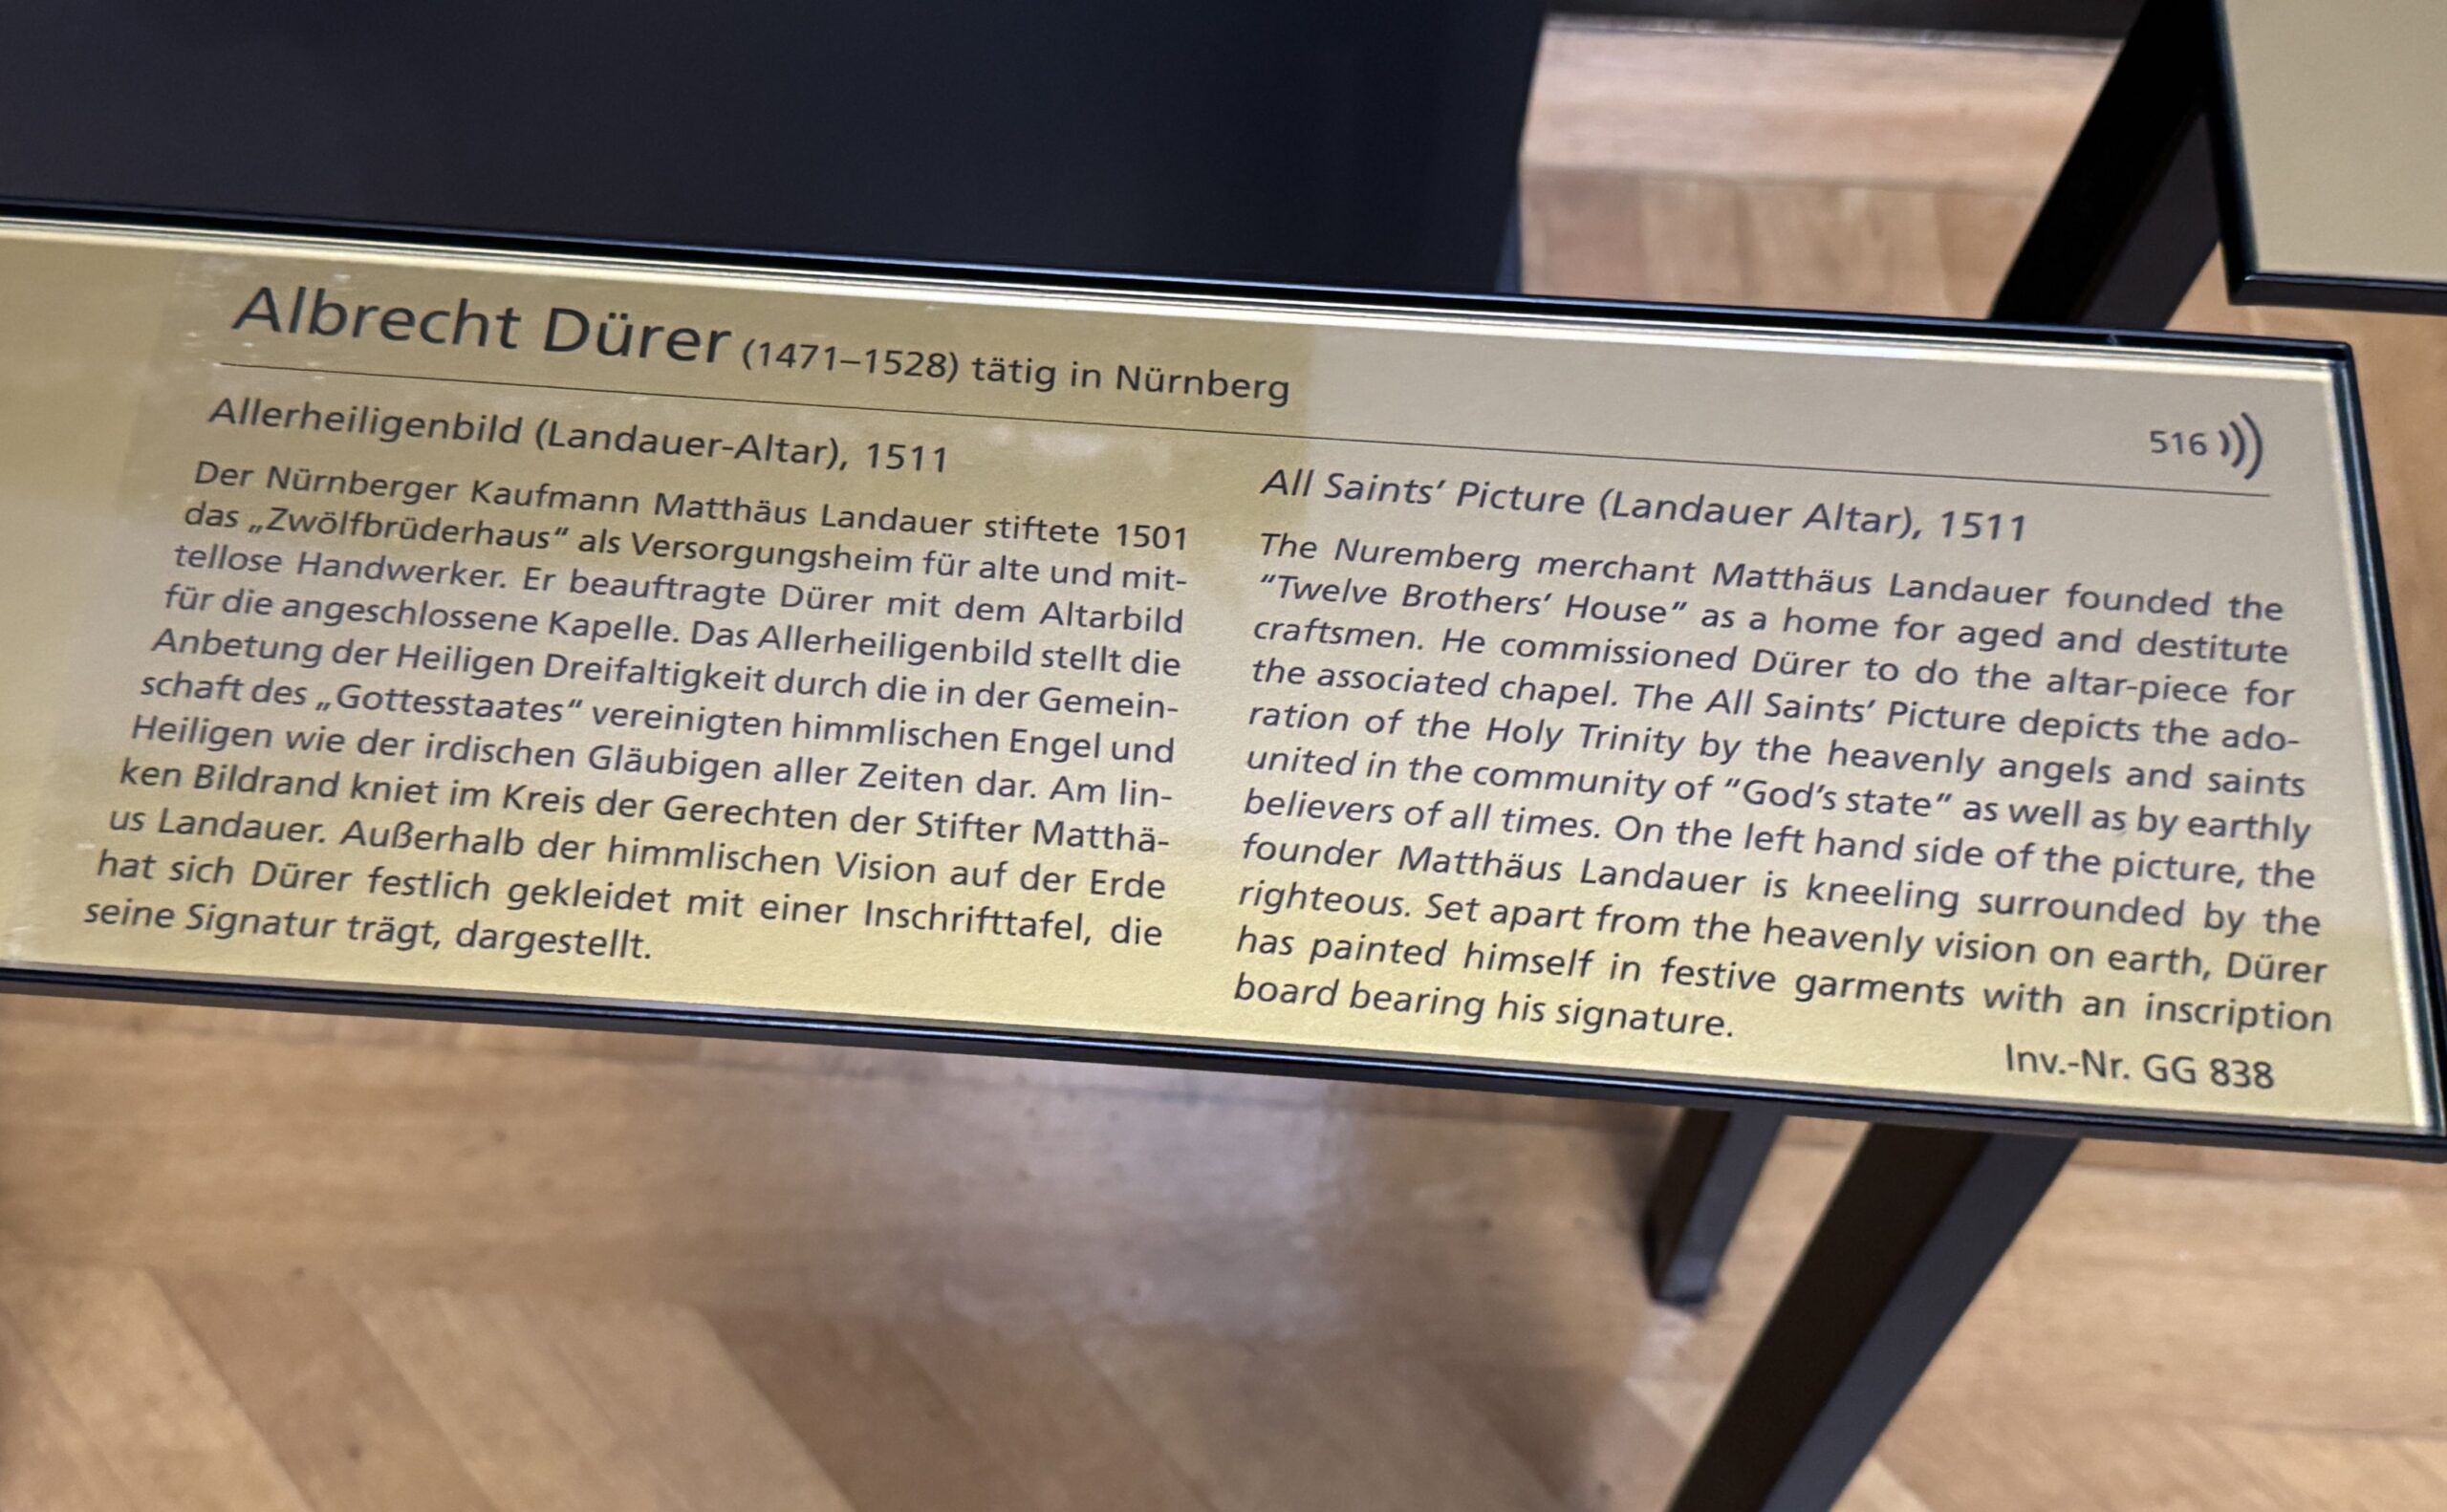 Albrecht Dürer (1471–1528) tätig in Nürnberg
516
Allerheiligenbild (Landauer-Altar), 1511
Der Nürnberger Kaufmann Matthäus Landauer stiftete 1501
das „Zwölfbrüderhaus“ als Versorgungsheim für alte und mit-
tellose Handwerker. Er beauftragte Dürer mit dem Altarbild
für die angeschlossene Kapelle. Das Allerheiligenbild stellt die
Anbetung der Heiligen Dreifaltigkeit durch die in der Gemein-
schaft des „Gottesstaates“ vereinigten himmlischen Engel und
Heiligen wie der irdischen Gläubigen aller Zeiten dar. Am lin-
ken Bildrand kniet im Kreis der Gerechten der Stifter Matthä-
us Landauer. Außerhalb der himmlischen Vision auf der Erde
hat sich Dürer festlich gekleidet mit einer Inschrifttafel, die
seine Signatur trägt, dargestellt.
All Saints’ Picture (Landauer Altar), 1511
The Nuremberg merchant Matthäus Landauer founded the
“Twelve Brothers’ House” as a home for aged and destitute
craftsmen. He commissioned Dürer to do the altar-piece for
the associated chapel. The All Saints’ Picture depicts the ado-
ration of the Holy Trinity by the heavenly angels and saints
united in the community of “God’s state” as well as by earthly
believers of all times. On the left hand side of the picture, the
founder Matthäus Landauer is kneeling surrounded by the
righteous. Set apart from the heavenly vision on earth, Dürer
has painted himself in festive garments with an inscription
board bearing his signature.
Inv.-Nr. GG 838